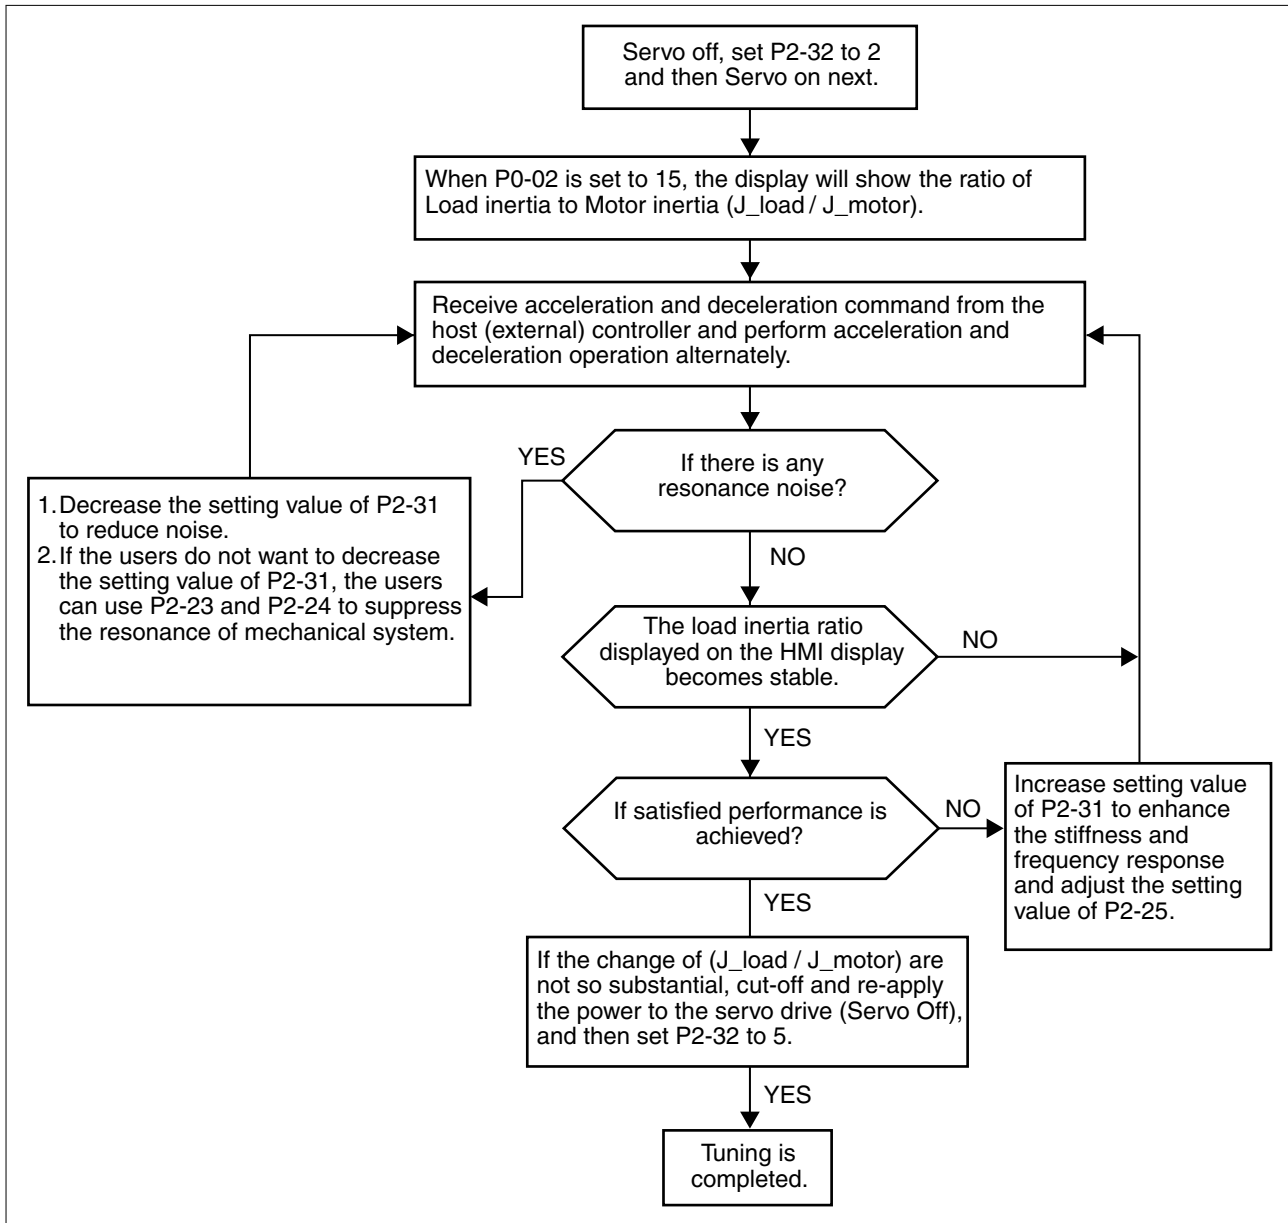 Servo off, set P2-32 to 2
and then Servo on next.
When P0-02 is set to 15, the display will show the ratio of
Load inertia to Motor inertia (J_load / J_motor).
Receive acceleration and deceleration command from the
host (external) controller and perform acceleration and
deceleration operation alternately.
YES
If there is any
resonance noise?
1. Decrease the setting value of P2-31
to reduce noise.
2. If the users do not want to decrease
the setting value of P2-31, the users
can use P2-23 and P2-24 to suppress
the resonance of mechanical system.
NO
The load inertia ratio
displayed on the HMI display
becomes stable.
NO
YES
If satisfied performance is
achieved?
NO
Increase setting value
of P2-31 to enhance
the stiffness and
frequency response
and adjust the setting
value of P2-25.
YES
If the change of (J_load / J_motor) are
not so substantial, cut-off and re-apply
the power to the servo drive (Servo Off),
and then set P2-32 to 5.
YES
Tuning is
completed.